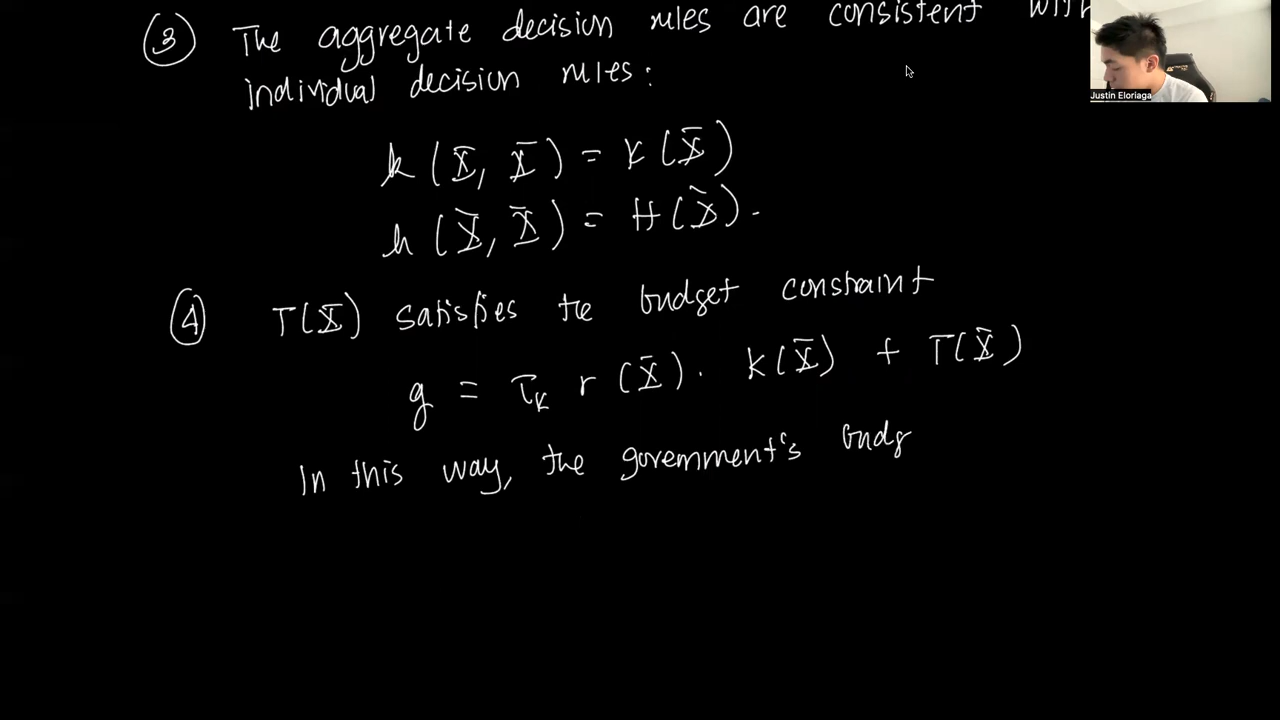 ③ The aggregate decision rules are consistent with
individual decision rules:
k(X̄, X̄) = K(X̄)
h(X̄, X̄) = H(X̄).
④ T(X̄) satisfies the budget constraint
g = τ_K r(X̄) · K(X̄) + T(X̄)
In this way, the government's budg
Justin Eloriaga